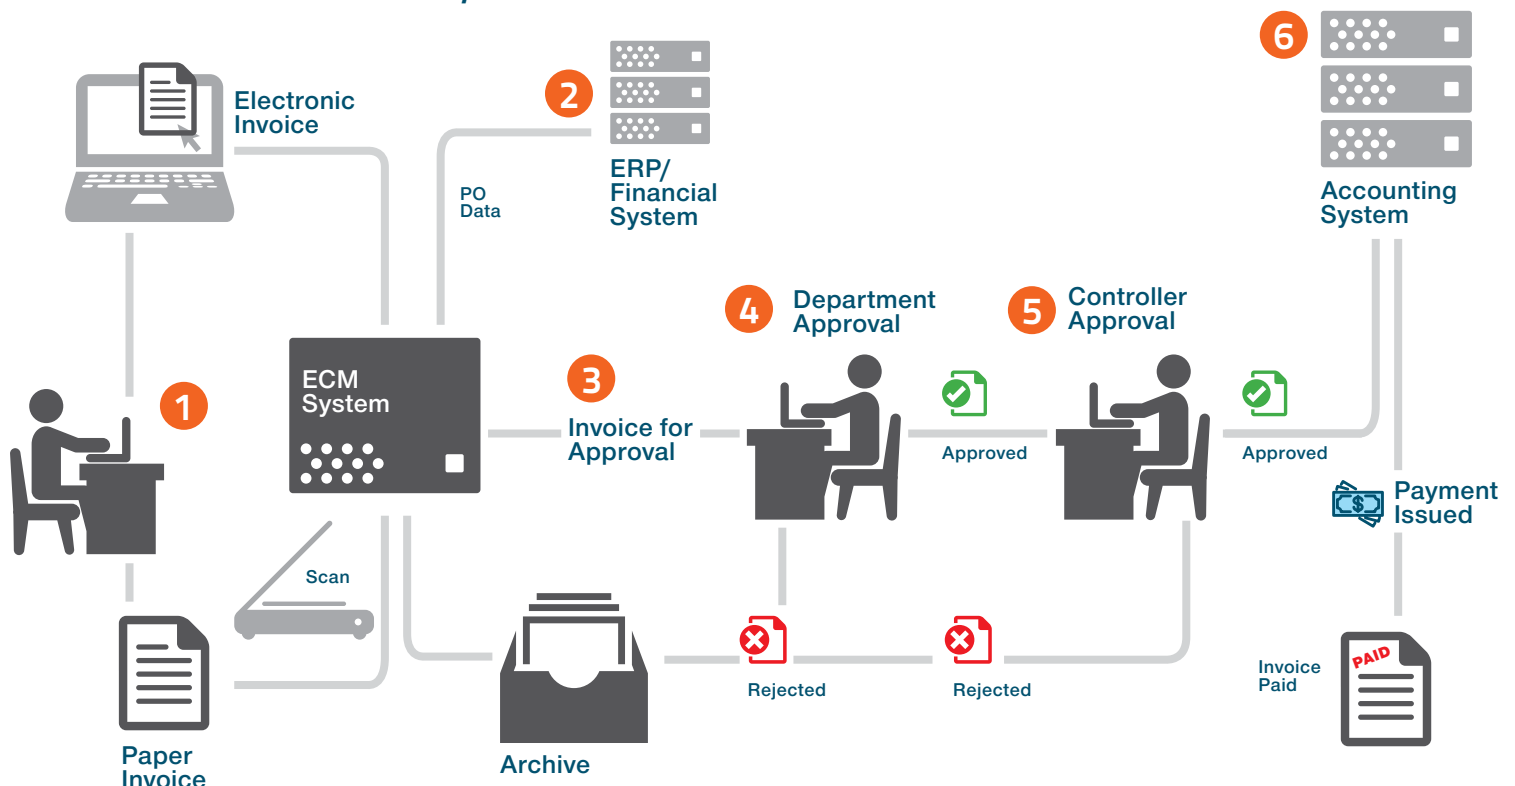 6
2
Electronic
Invoice
ERP/
Financial
System
PO
Data
Accounting
System
4
Department
Approval
5
Controller
Approval
1
ECM
System
3
Invoice for
Approval
Approved
Approved
$
Payment
Issued
Scan
Rejected
Rejected
PAID
Invoice
Paid
Paper
Invoice
Archive